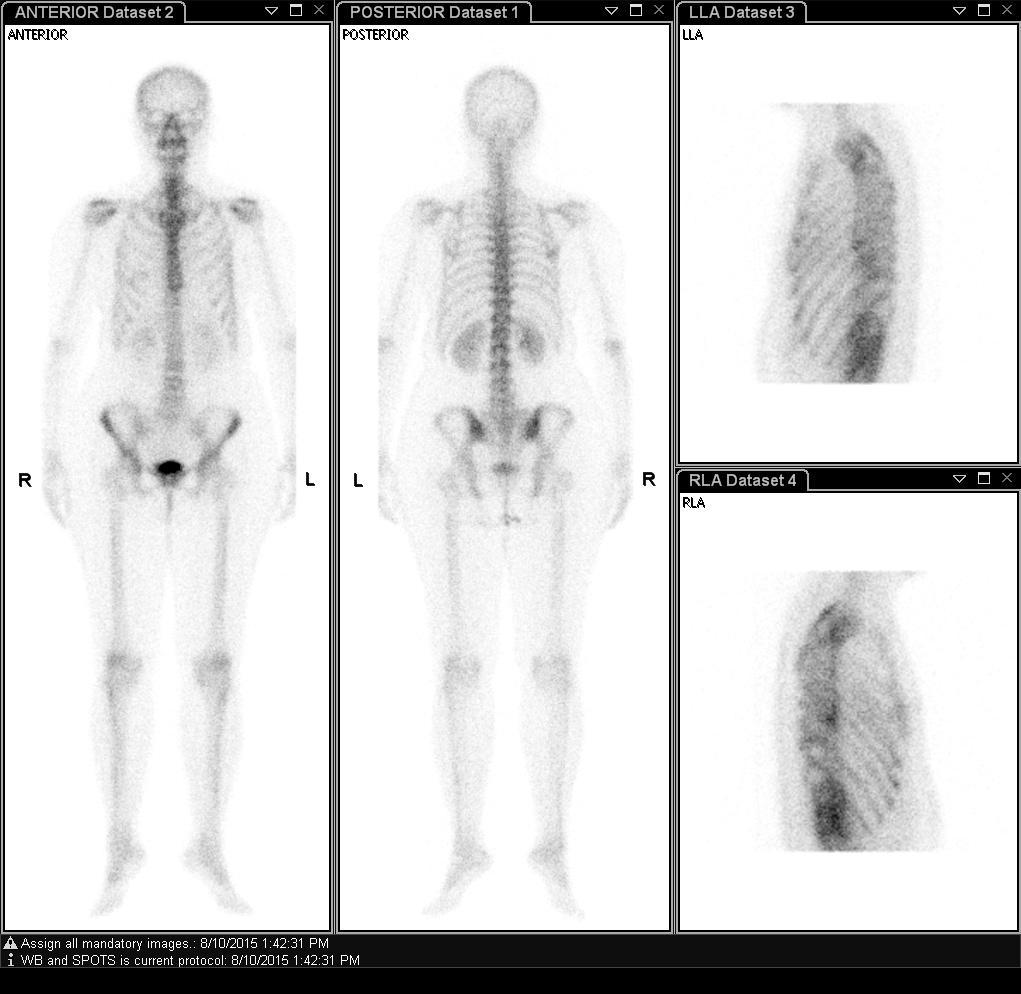 ANTERIOR Dataset 2
POSTERIOR Dataset 1
LLA Dataset 3
ANTERIOR
POSTERIOR
LLA
R
L
L
R
RLA Dataset 4
RLA
Assign all mandatory images.: 8/10/2015 1:42:31 PM
WB and SPOTS is current protocol: 8/10/2015 1:42:31 PM